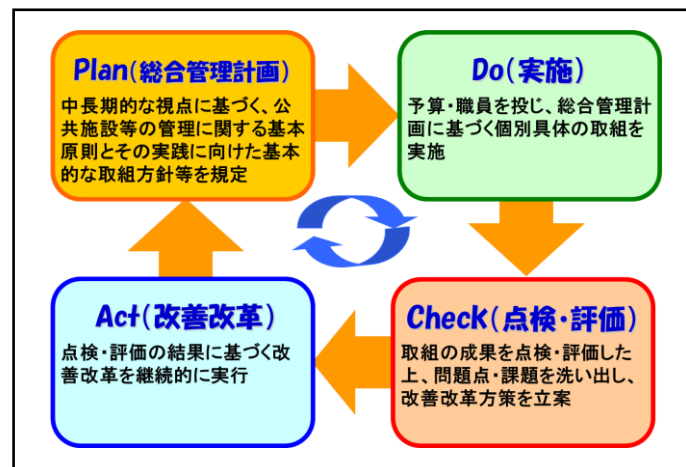 Plan(総合管理計画)
中長期的な視点に基づく、公
共施設等の管理に関する基本
原則とその実践に向けた基本
的な取組方針等を規定
Do(実施)
予算・職員を投じ、総合管理計
画に基づく個別具体の取組を
実施
Act(改善改革)
点検・評価の結果に基づく改
善改革を継続的に実行
Check(点検・評価)
取組の成果を点検・評価した
上、問題点・課題を洗い出し、
改善改革方策を立案